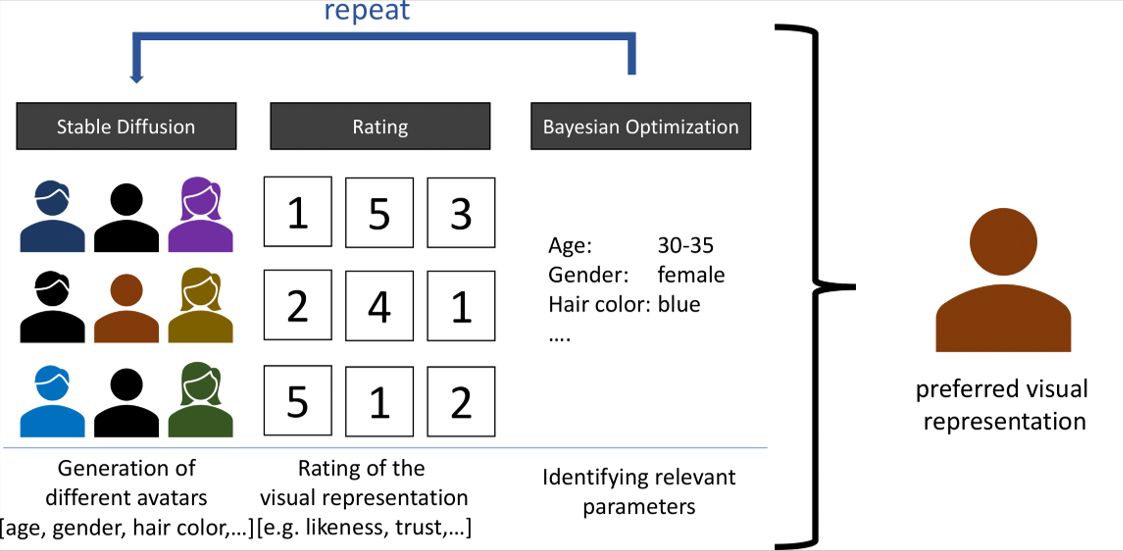 repeat
Stable Diffusion
Rating
Bayesian Optimization
1 5 3
2 4 1
5 1 2
Age: 30-35
Gender: female
Hair color: blue
....
Generation of
different avatars
[age, gender, hair color,...]
Rating of the
visual representation
[e.g. likeness, trust,...]
Identifying relevant
parameters
preferred visual
representation